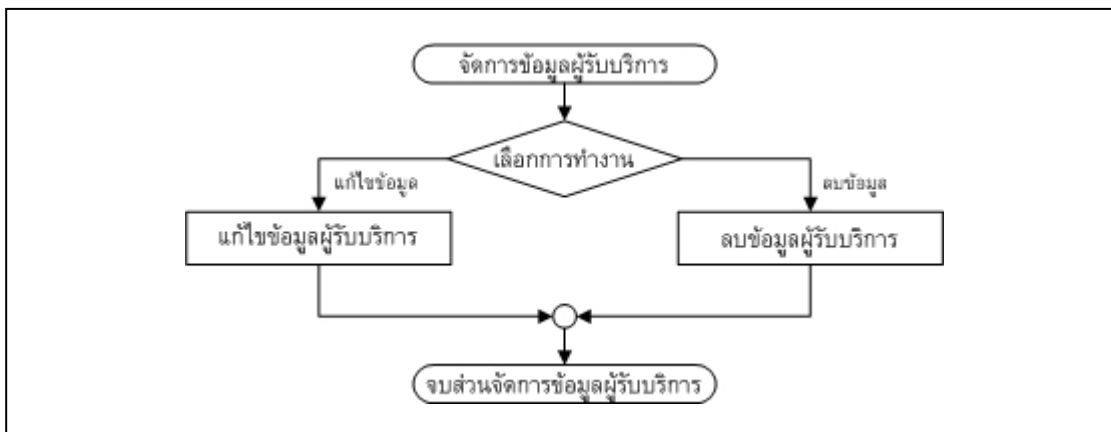 จัดการข้อมูลผู้รับบริการ
เลือกการทำงาน
แก้ไขข้อมูล
ลบข้อมูล
แก้ไขข้อมูลผู้รับบริการ
ลบข้อมูลผู้รับบริการ
จบส่วนจัดการข้อมูลผู้รับบริการ